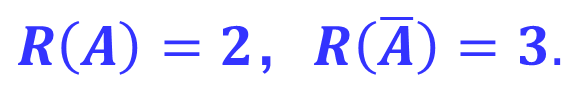 R(A) = 2, R(A̅) = 3.